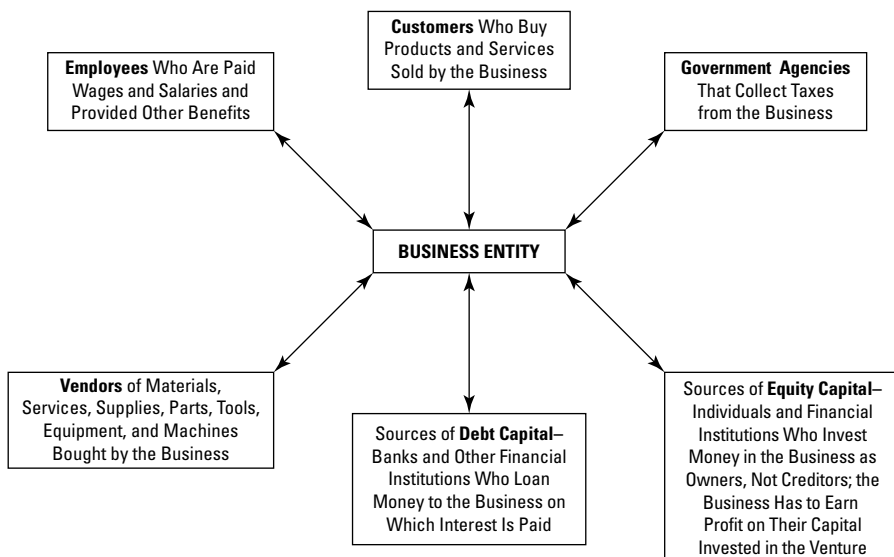 Customers Who Buy
Products and Services
Sold by the Business
Employees Who Are Paid
Wages and Salaries and
Provided Other Benefits
Government Agencies
That Collect Taxes
from the Business
BUSINESS ENTITY
Vendors of Materials,
Services, Supplies, Parts, Tools,
Equipment, and Machines
Bought by the Business
Sources of Debt Capital–
Banks and Other Financial
Institutions Who Loan
Money to the Business on
Which Interest Is Paid
Sources of Equity Capital–
Individuals and Financial
Institutions Who Invest
Money in the Business as
Owners, Not Creditors; the
Business Has to Earn
Profit on Their Capital
Invested in the Venture